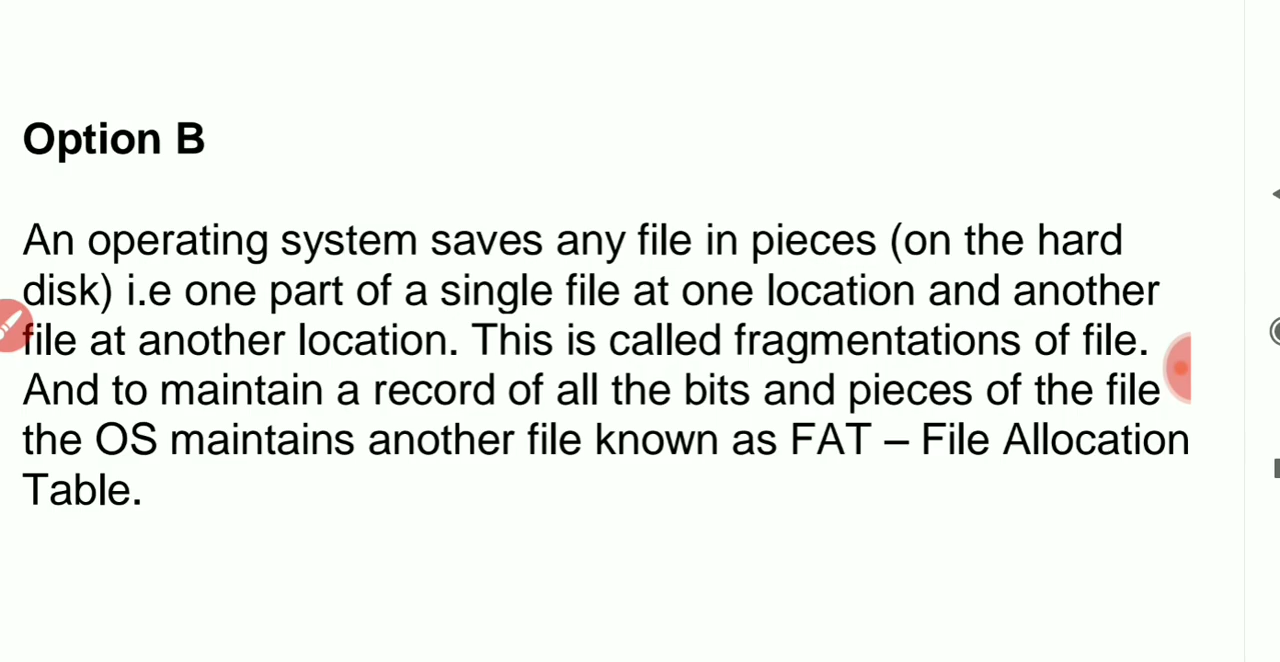 Option B
An operating system saves any file in pieces (on the hard
disk) i.e one part of a single file at one location and another
file at another location. This is called fragmentations of file.
And to maintain a record of all the bits and pieces of the file
the OS maintains another file known as FAT – File Allocation
Table.